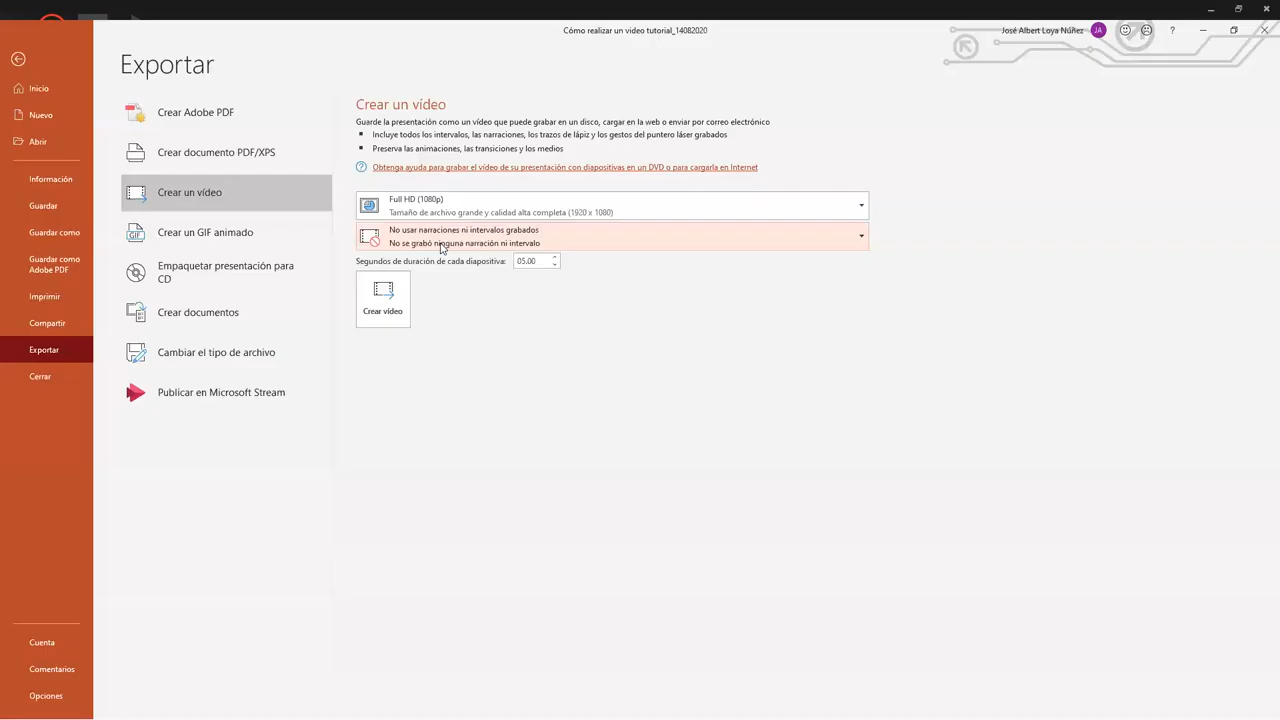 Cómo realizar un video tutorial_14082020
José Albert Loya Núñez
JA
?
Inicio
Nuevo
Abrir
Información
Guardar
Guardar como
Guardar como
Adobe PDF
Imprimir
Compartir
Exportar
Cerrar
Cuenta
Comentarios
Opciones
Exportar
Crear Adobe PDF
Crear documento PDF/XPS
Crear un vídeo
GIF
Crear un GIF animado
Empaquetar presentación para
CD
Crear documentos
Cambiar el tipo de archivo
Publicar en Microsoft Stream
Crear un vídeo
Guarde la presentación como un vídeo que puede grabar en un disco, cargar en la web o enviar por correo electrónico
Incluye todos los intervalos, las narraciones, los trazos de lápiz y los gestos del puntero láser grabados
Preserva las animaciones, las transiciones y los medios
? Obtenga ayuda para grabar el vídeo de su presentación con diapositivas en un DVD o para cargarla en Internet
Full HD (1080p)
Tamaño de archivo grande y calidad alta completa (1920 x 1080)
No usar narraciones ni intervalos grabados
No se grabó ninguna narración ni intervalo
Segundos de duración de cada diapositiva: 05.00
Crear vídeo